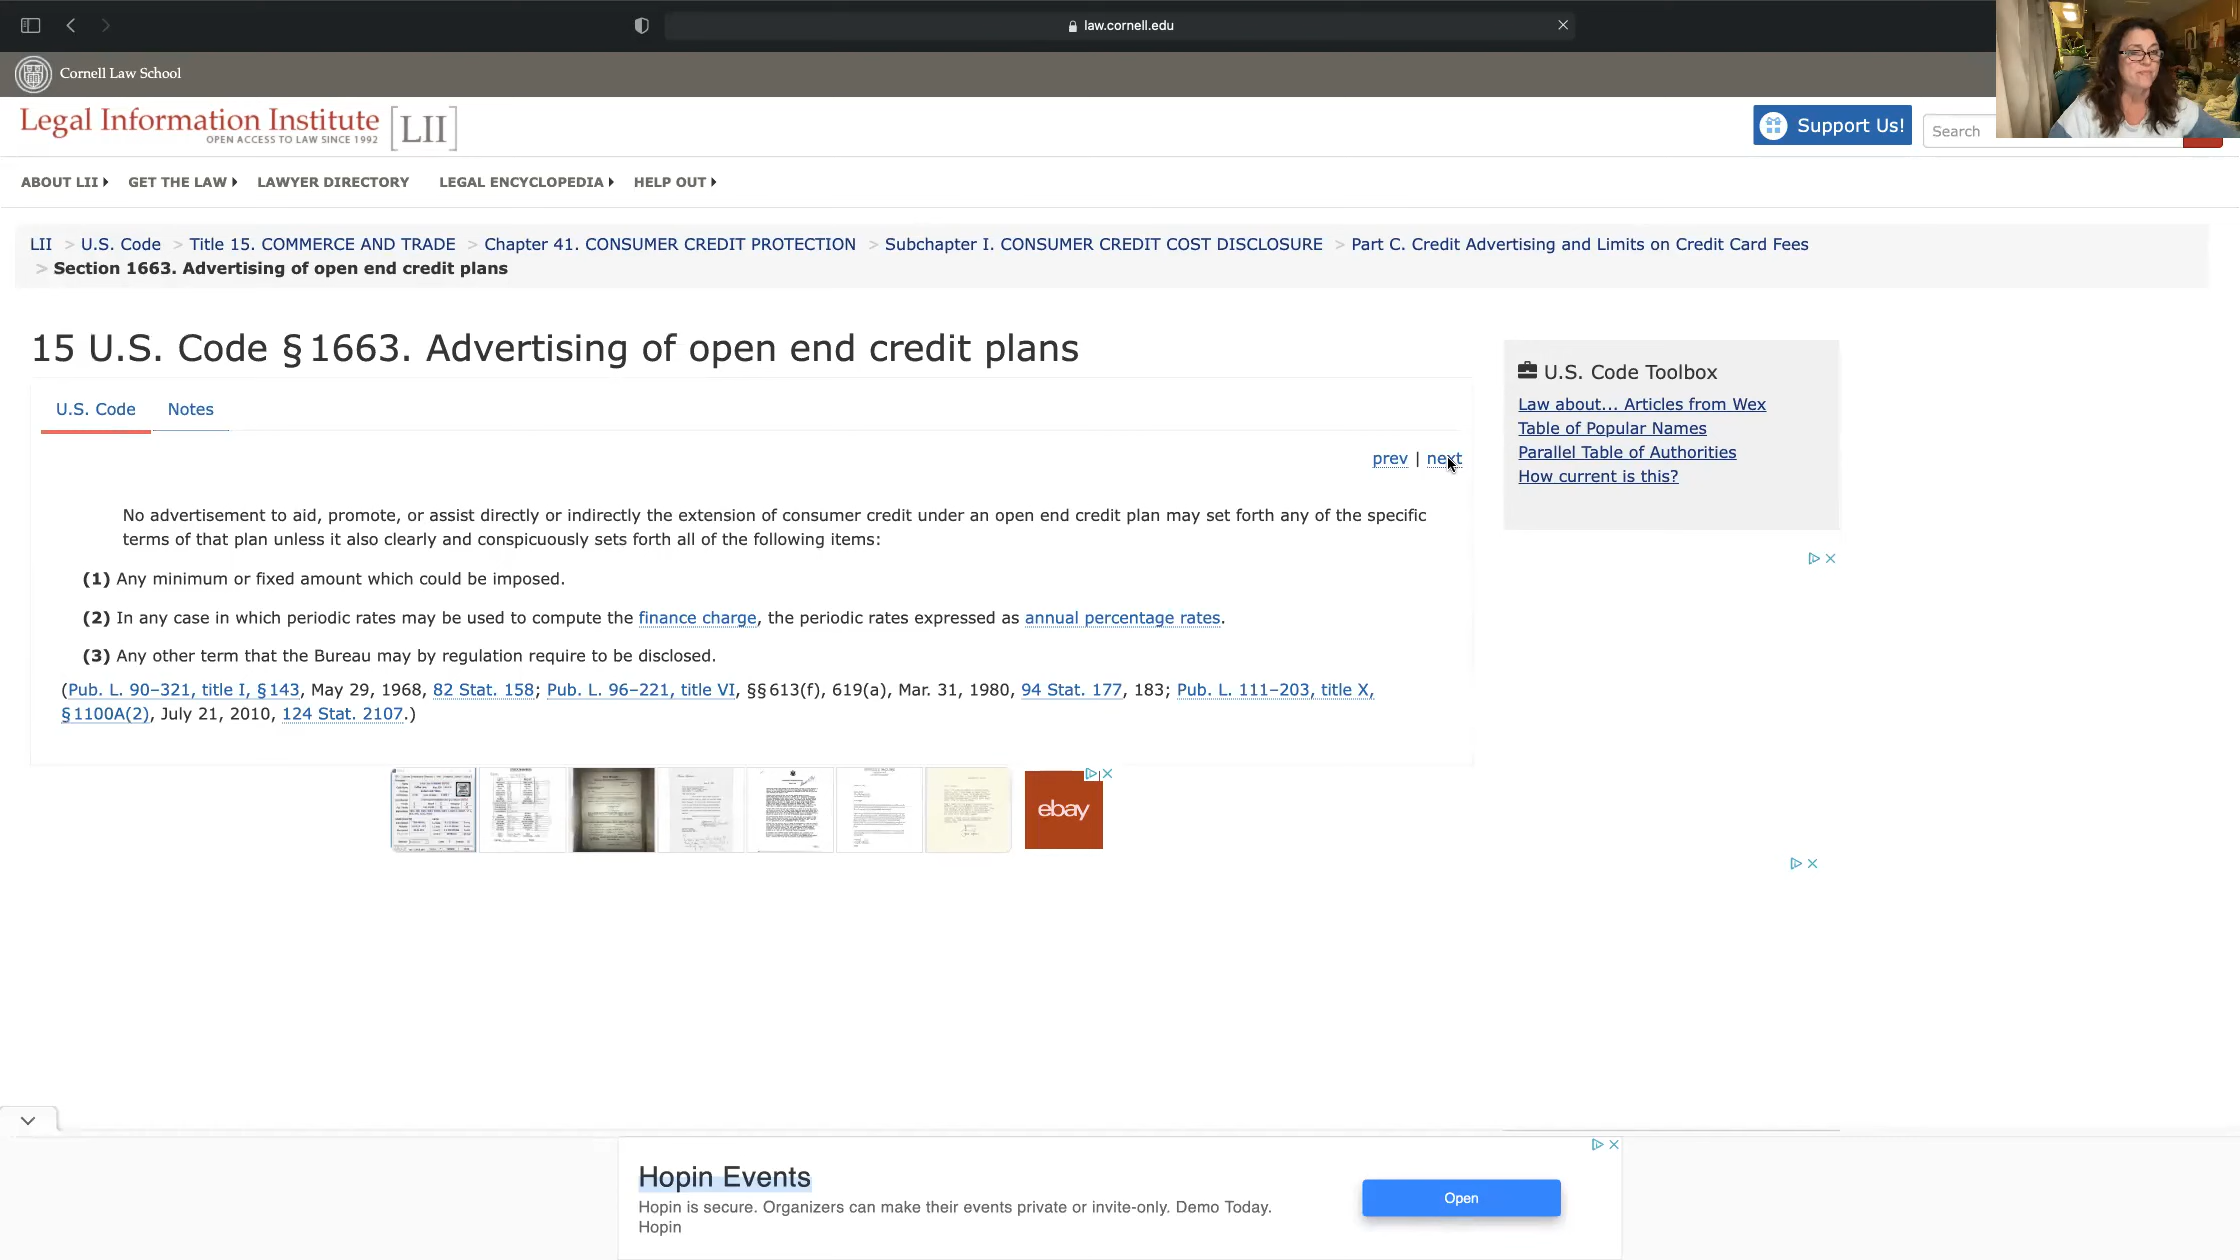 law.cornell.edu
Cornell Law School
Legal Information Institute [LII]
OPEN ACCESS TO LAW SINCE 1992
Support Us!
Search
ABOUT LII GET THE LAW LAWYER DIRECTORY LEGAL ENCYCLOPEDIA HELP OUT
LII > U.S. Code > Title 15. COMMERCE AND TRADE > Chapter 41. CONSUMER CREDIT PROTECTION > Subchapter I. CONSUMER CREDIT COST DISCLOSURE > Part C. Credit Advertising and Limits on Credit Card Fees
> Section 1663. Advertising of open end credit plans
15 U.S. Code § 1663. Advertising of open end credit plans
U.S. Code Notes
prev | next
No advertisement to aid, promote, or assist directly or indirectly the extension of consumer credit under an open end credit plan may set forth any of the specific
terms of that plan unless it also clearly and conspicuously sets forth all of the following items:
(1) Any minimum or fixed amount which could be imposed.
(2) In any case in which periodic rates may be used to compute the finance charge, the periodic rates expressed as annual percentage rates.
(3) Any other term that the Bureau may by regulation require to be disclosed.
(Pub. L. 90–321, title I, § 143, May 29, 1968, 82 Stat. 158; Pub. L. 96–221, title VI, §§ 613(f), 619(a), Mar. 31, 1980, 94 Stat. 177, 183; Pub. L. 111–203, title X,
§ 1100A(2), July 21, 2010, 124 Stat. 2107.)
U.S. Code Toolbox
Law about... Articles from Wex
Table of Popular Names
Parallel Table of Authorities
How current is this?
ebay
Hopin Events
Hopin is secure. Organizers can make their events private or invite-only. Demo Today.
Hopin
Open